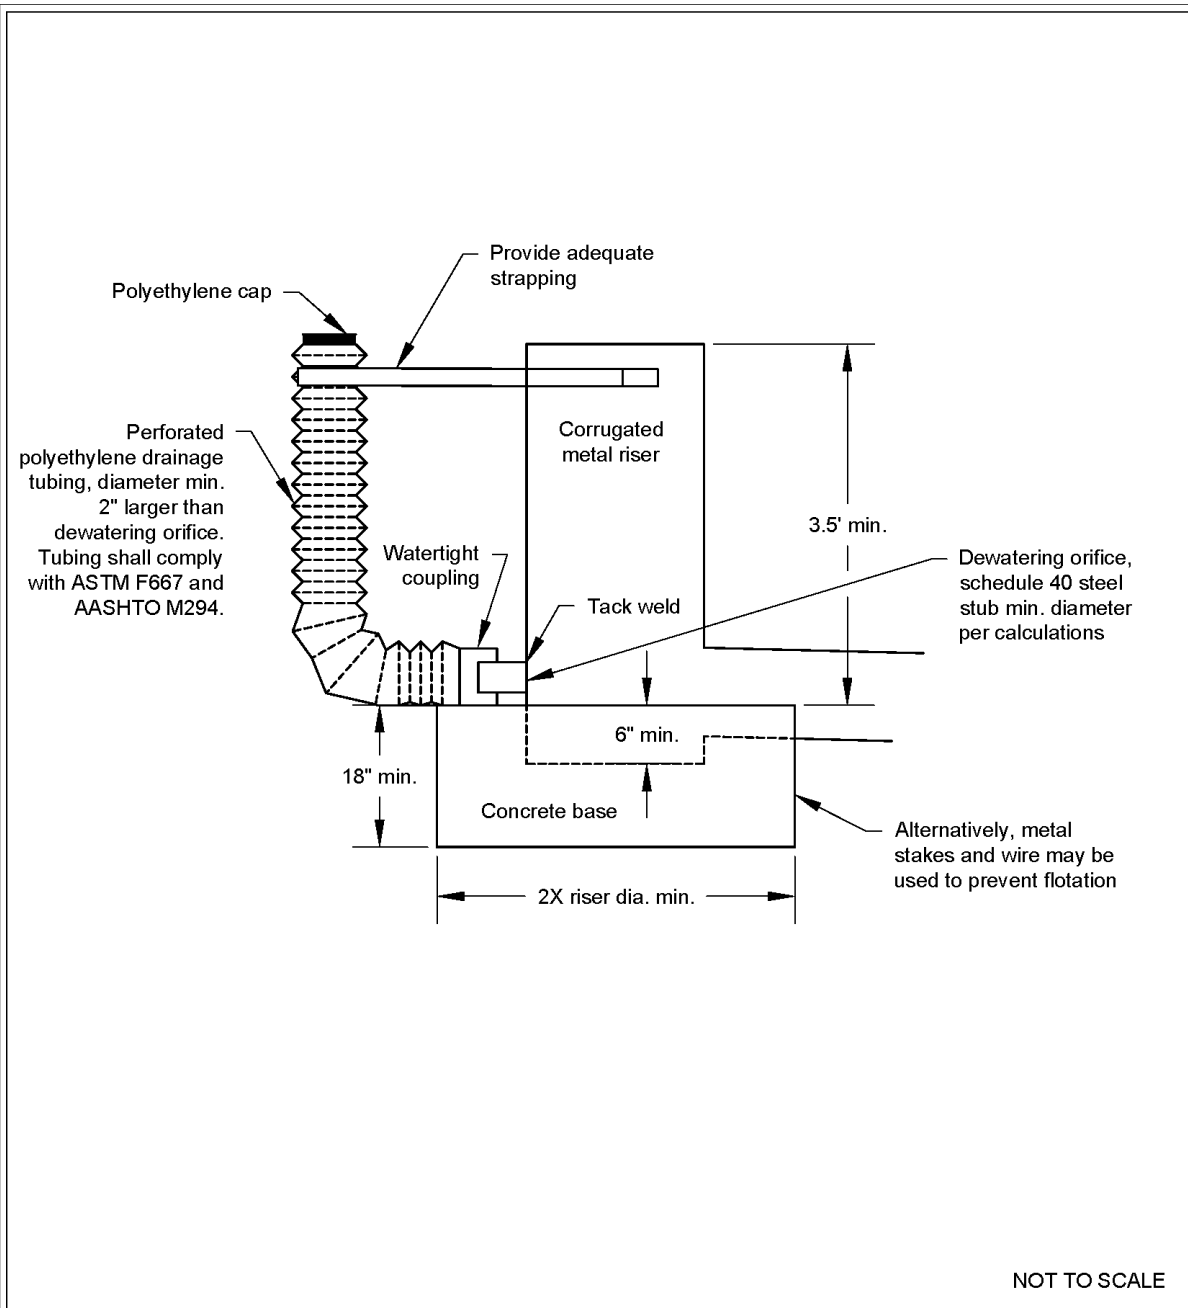 Provide adequate
strapping
Polyethylene cap
Corrugated
metal riser
Perforated
polyethylene drainage
tubing, diameter min.
2" larger than
dewatering orifice.
Tubing shall comply
with ASTM F667 and
AASHTO M294.
3.5' min.
Watertight
coupling
Dewatering orifice,
schedule 40 steel
stub min. diameter
per calculations
Tack weld
6" min.
18" min.
Concrete base
Alternatively, metal
stakes and wire may be
used to prevent flotation
2X riser dia. min.
NOT TO SCALE